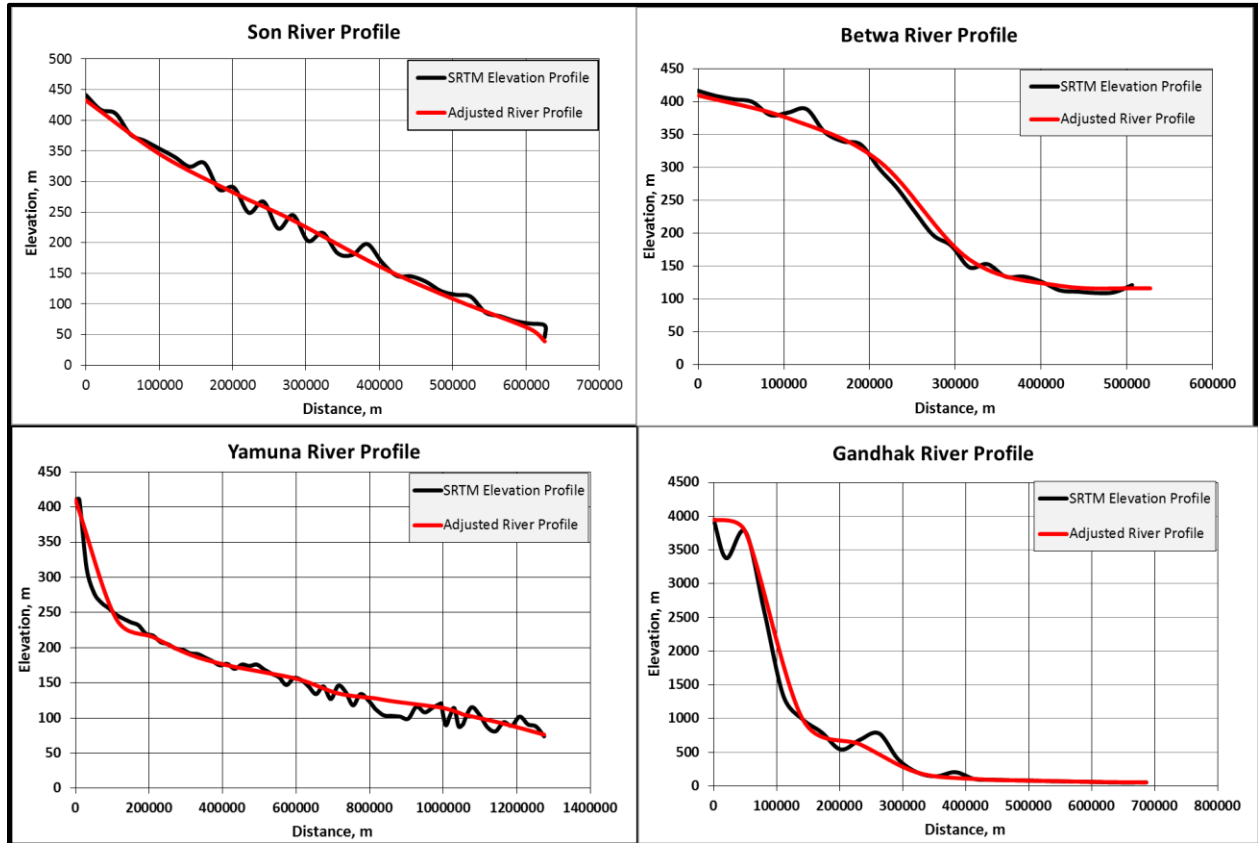 Son River Profile
SRTM Elevation Profile
Adjusted River Profile
Elevation, m
500
450
400
350
300
250
200
150
100
50
0
0 100000 200000 300000 400000 500000 600000 700000
Distance, m
Betwa River Profile
SRTM Elevation Profile
Adjusted River Profile
Elevation, m
450
400
350
300
250
200
150
100
50
0
0 100000 200000 300000 400000 500000 600000
Distance, m
Yamuna River Profile
SRTM Elevation Profile
Adjusted River Profile
Elevation, m
450
400
350
300
250
200
150
100
50
0
0 200000 400000 600000 800000 1000000 1200000 1400000
Distance, m
Gandhak River Profile
SRTM Elevation Profile
Adjusted River Profile
Elevation, m
4500
4000
3500
3000
2500
2000
1500
1000
500
0
0 100000 200000 300000 400000 500000 600000 700000 800000
Distance, m